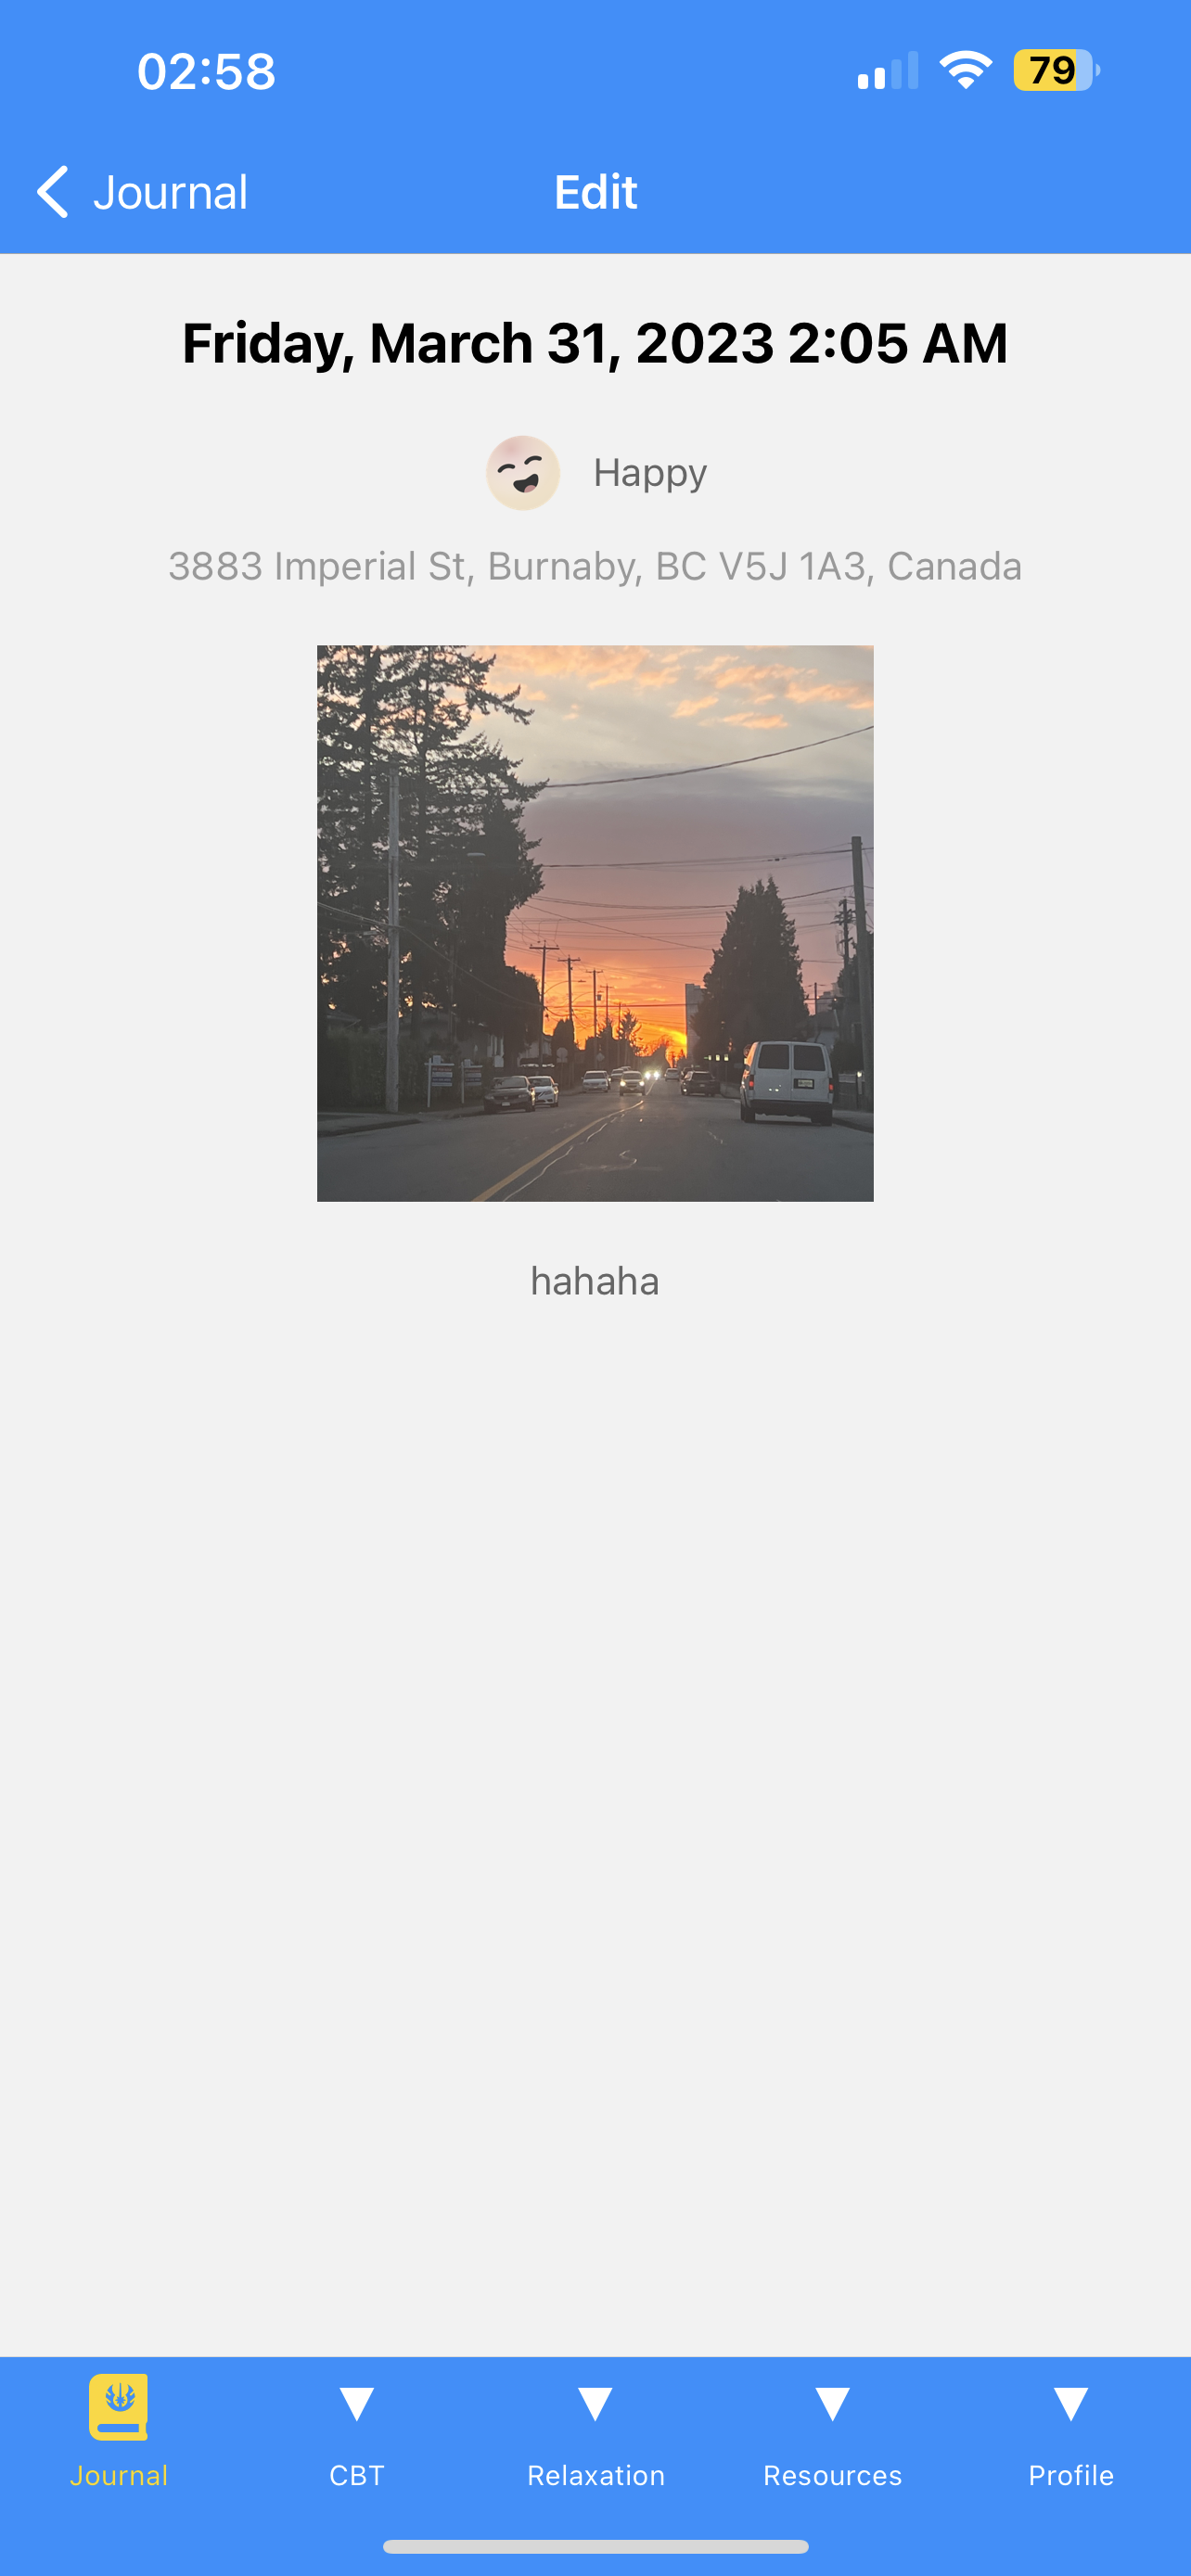 02:58
79
Journal
Edit
Friday, March 31, 2023 2:05 AM
Happy
3883 Imperial St, Burnaby, BC V5J 1A3, Canada
hahaha
Journal
CBT
Relaxation
Resources
Profile